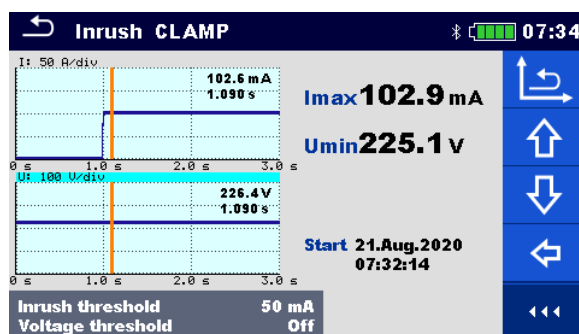 Inrush CLAMP
07:34
I: 50 A/div
102.6 mA
1.090 s
0 s 1.0 s 2.0 s 3.0 s
U: 100 V/div
226.4 V
1.090 s
0 s 1.0 s 2.0 s 3.0 s
Imax 102.9 mA
Umin 225.1 V
Start 21.Aug.2020
07:32:14
Inrush threshold 50 mA
Voltage threshold Off